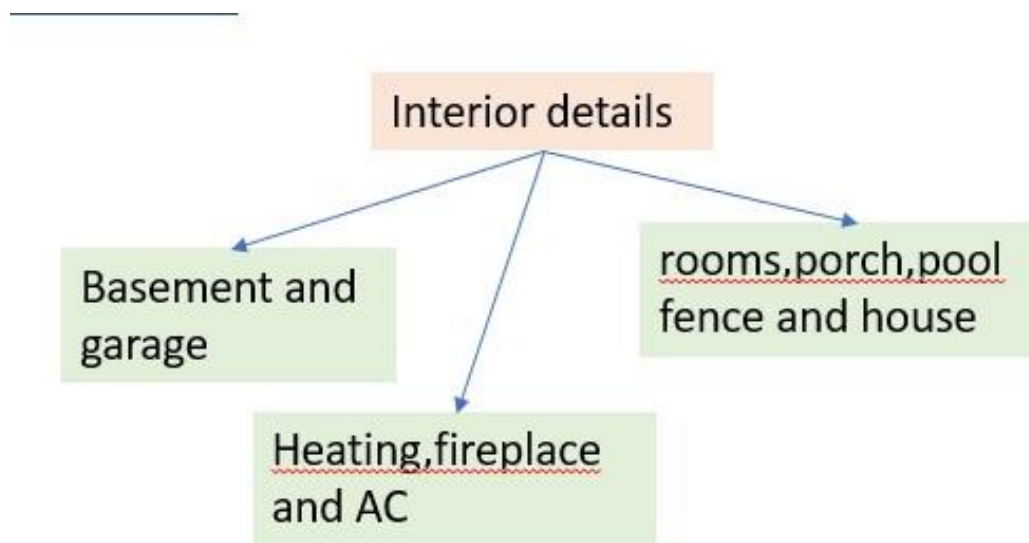 Interior details
Basement and
garage
rooms,porch,pool
fence and house
Heating,fireplace
and AC